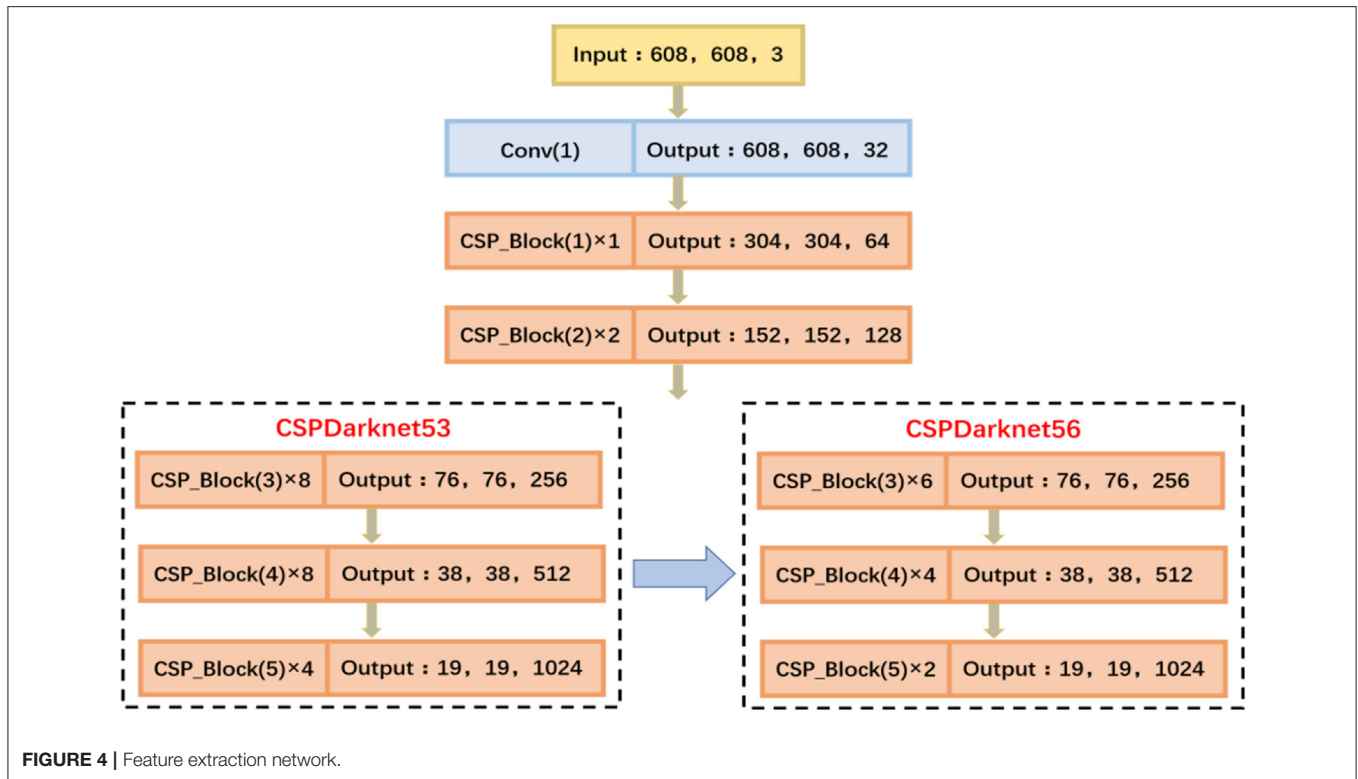 Input：608，608，3
Conv(1) Output：608，608，32
CSP_Block(1)×1 Output：304，304，64
CSP_Block(2)×2 Output：152，152，128
CSPDarknet53
CSP_Block(3)×8 Output：76，76，256
CSP_Block(4)×8 Output：38，38，512
CSP_Block(5)×4 Output：19，19，1024
CSPDarknet56
CSP_Block(3)×6 Output：76，76，256
CSP_Block(4)×4 Output：38，38，512
CSP_Block(5)×2 Output：19，19，1024
FIGURE 4 | Feature extraction network.